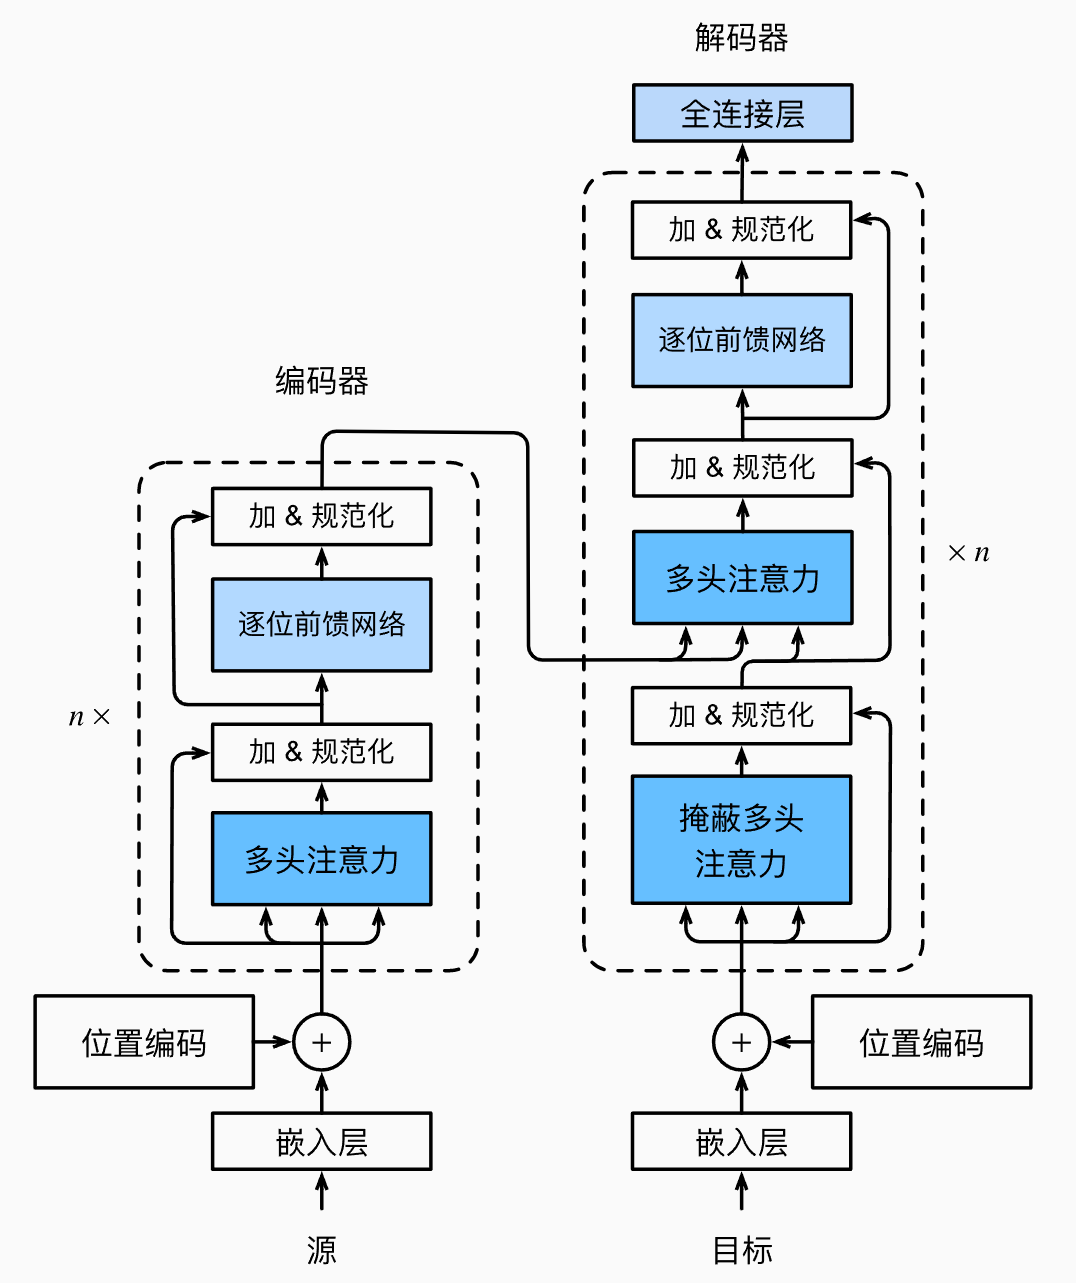 解码器
全连接层
加 & 规范化
逐位前馈网络
加 & 规范化
多头注意力
加 & 规范化
掩蔽多头
注意力
× n
位置编码
嵌入层
目标
编码器
加 & 规范化
逐位前馈网络
加 & 规范化
多头注意力
n ×
位置编码
嵌入层
源
+
+